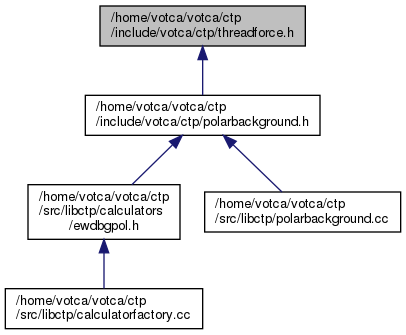 /home/votca/votca/ctp
/include/votca/ctp/threadforce.h
/home/votca/votca/ctp
/include/votca/ctp/polarbackground.h
/home/votca/votca/ctp
/src/libctp/calculators
/ewdbgpol.h
/home/votca/votca/ctp
/src/libctp/polarbackground.cc
/home/votca/votca/ctp
/src/libctp/calculatorfactory.cc